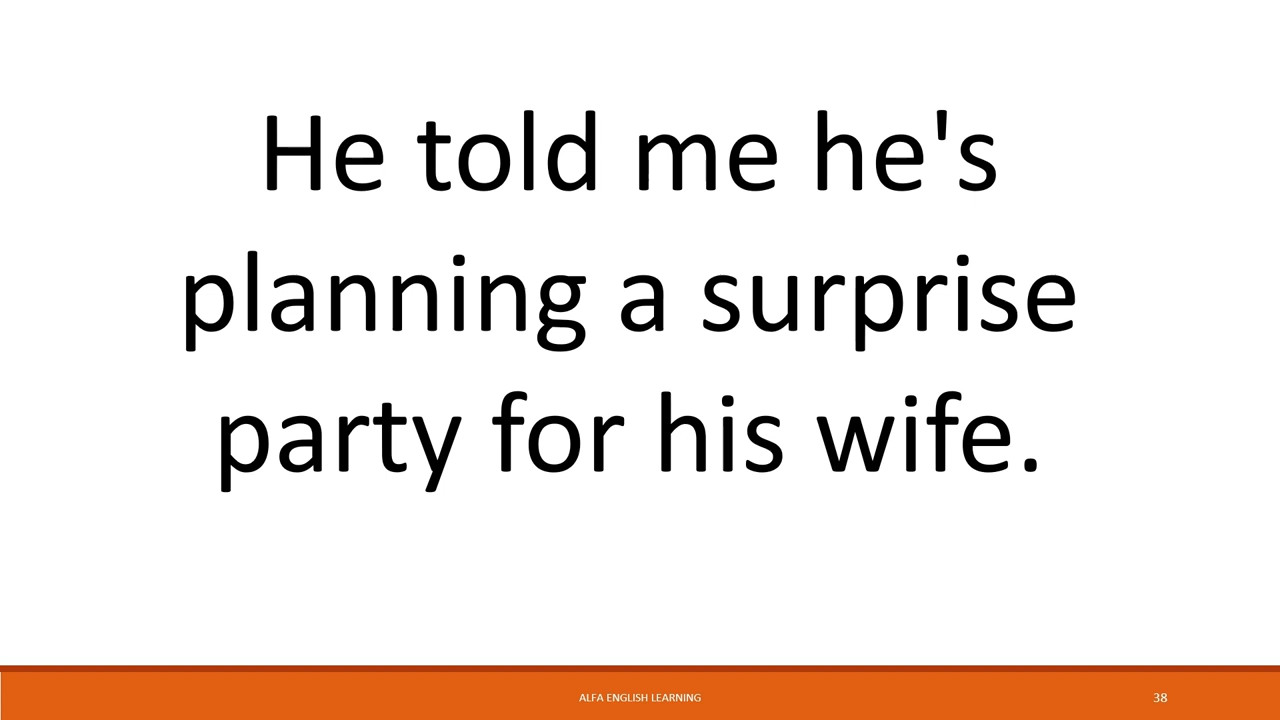 He told me he's
planning a surprise
party for his wife.
ALFA ENGLISH LEARNING
38